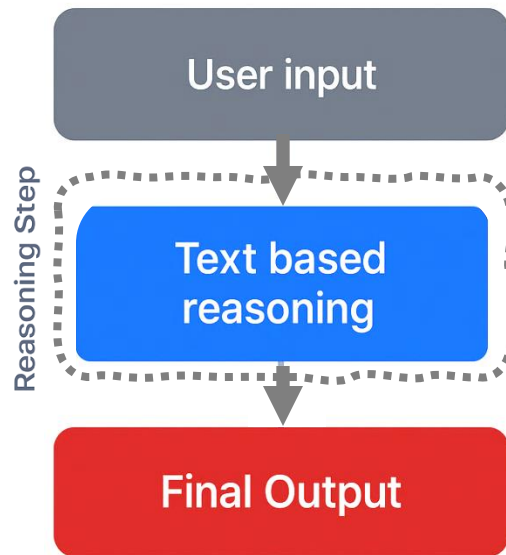 User input
Reasoning Step
Text based
reasoning
Final Output